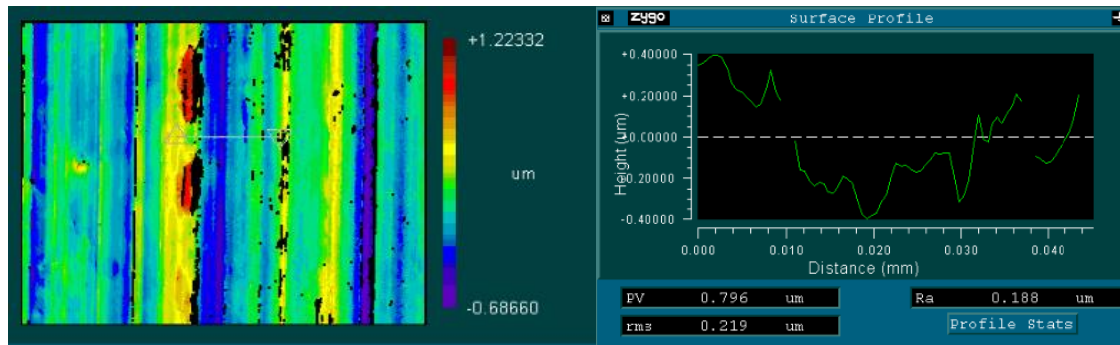 +1.22332
um
-0.68660
zygo Surface Profile
Height (um)
+0.40000
+0.20000
+0.00000
-0.20000
-0.40000
0.000 0.010 0.020 0.030 0.040
Distance (mm)
PV 0.796 um
Ra 0.188 um
rms 0.219 um
Profile Stats